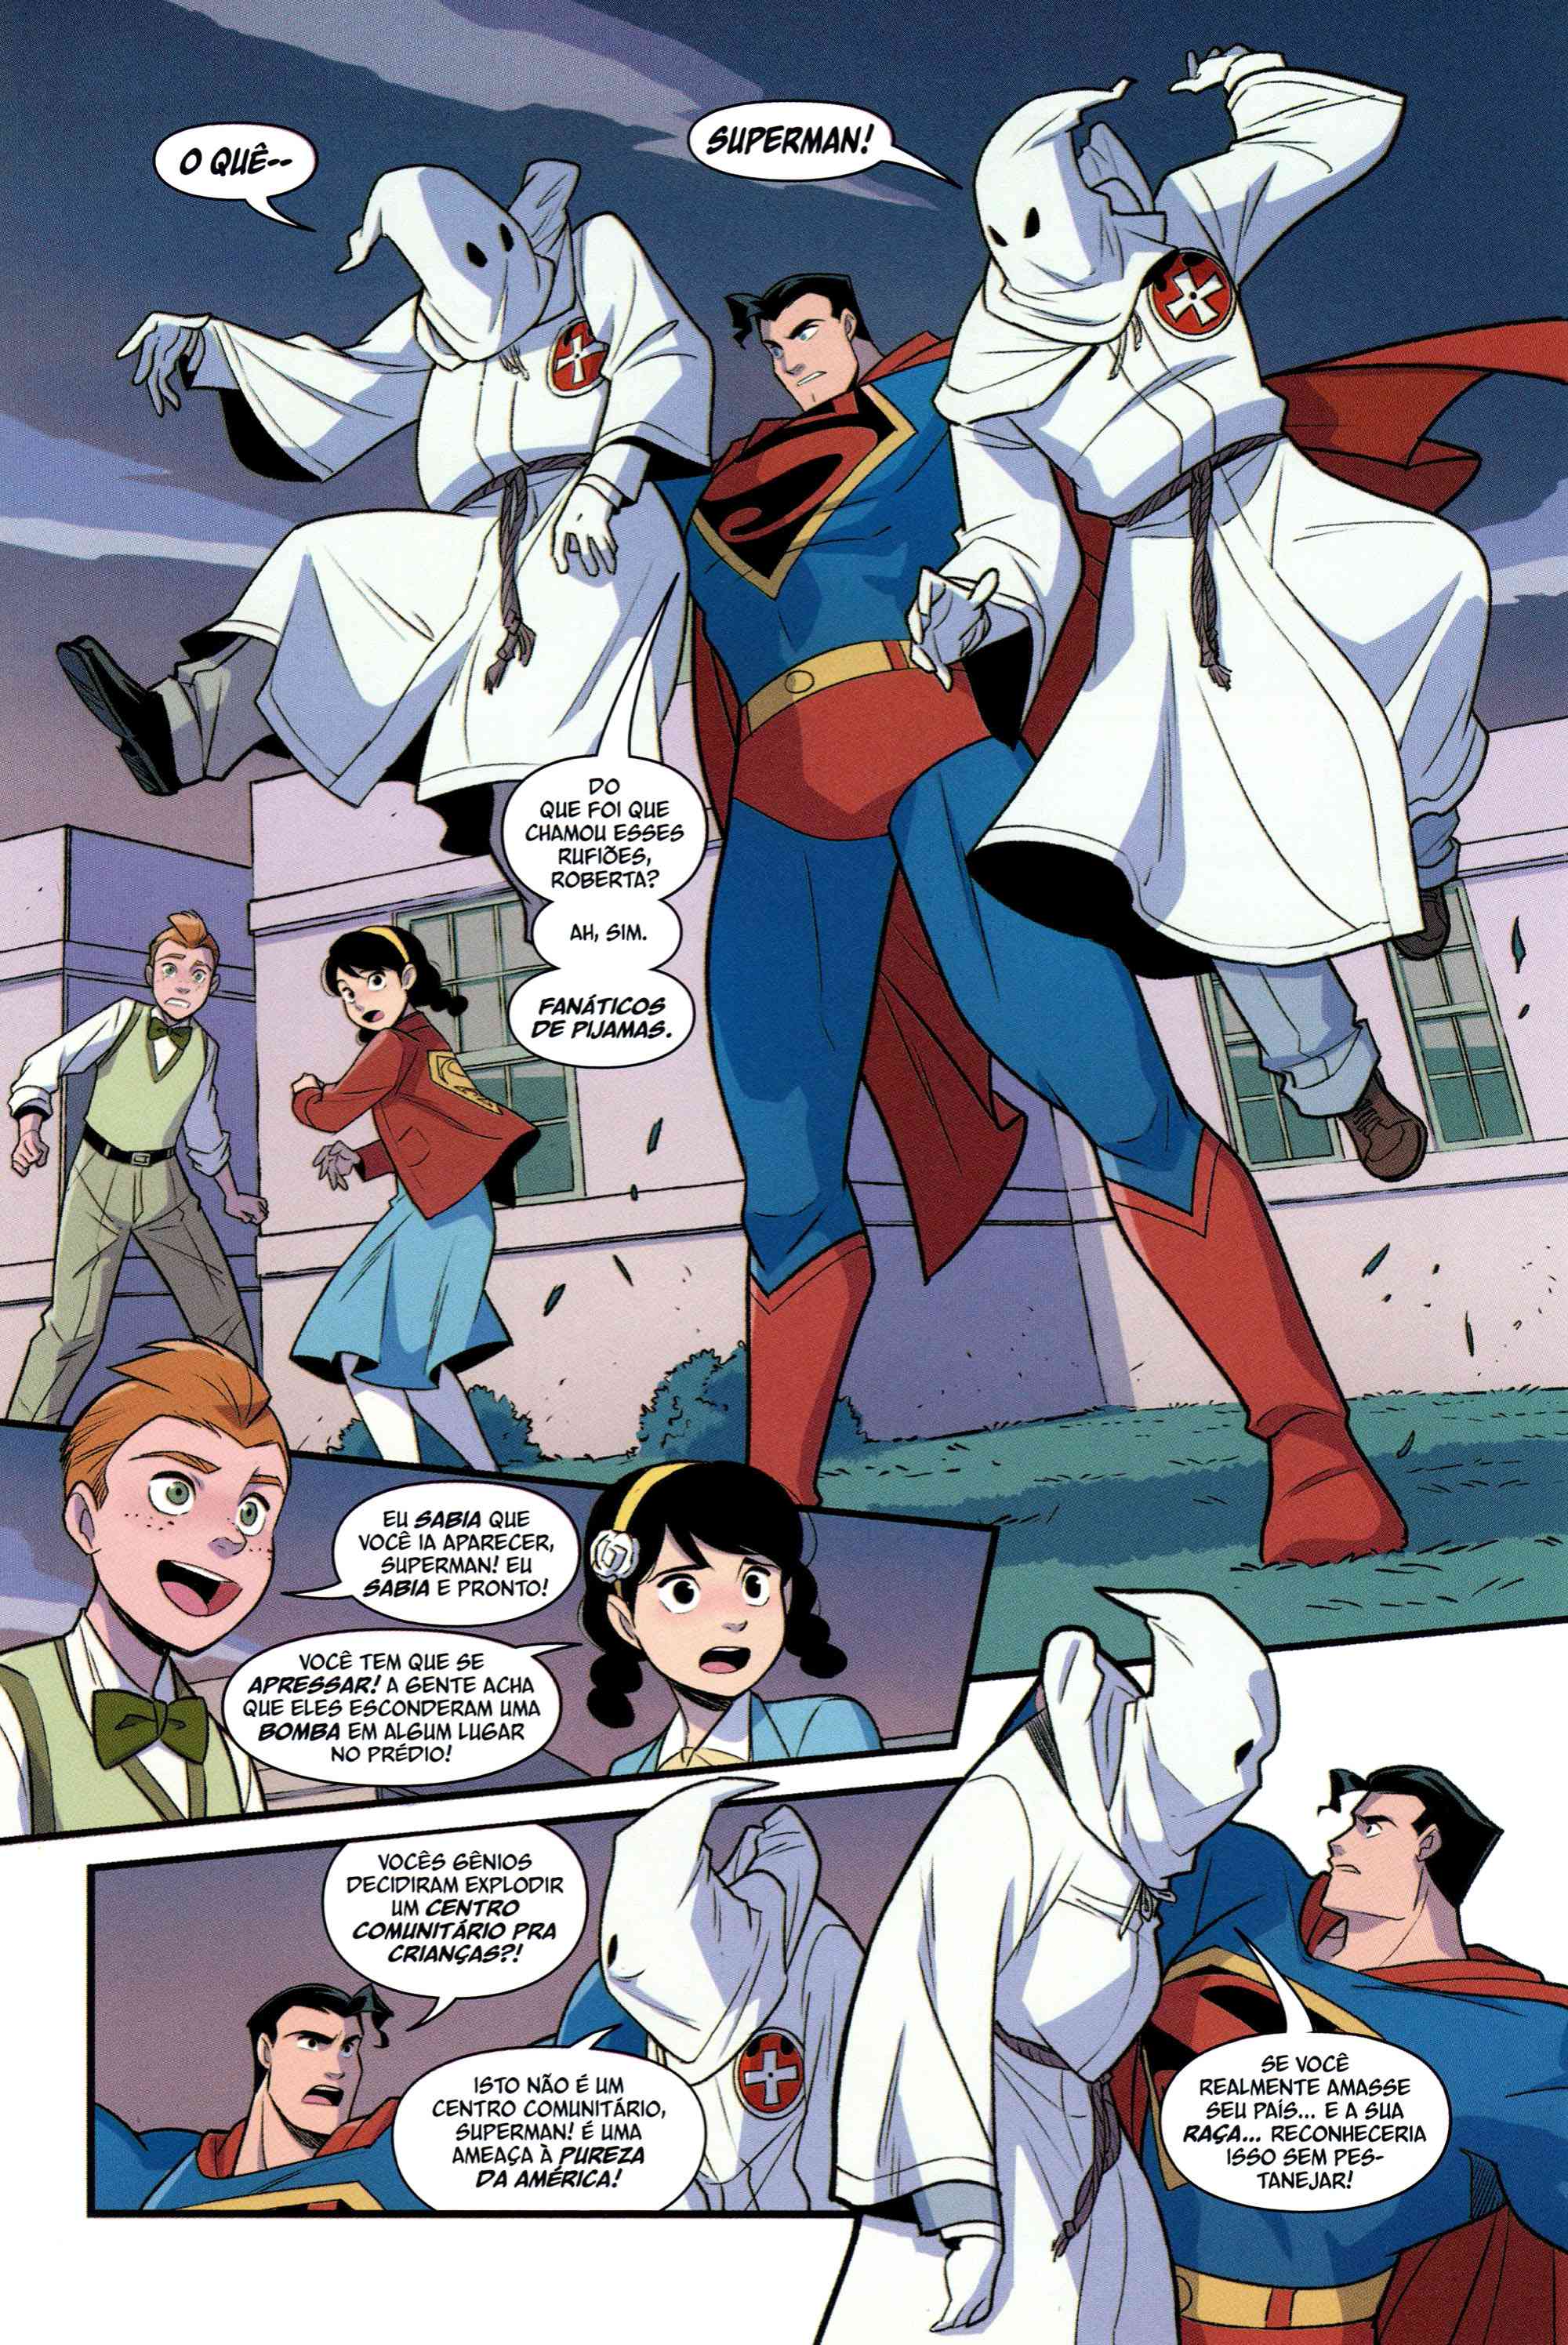 O QUÊ--
SUPERMAN!
DO
QUE FOI QUE
CHAMOU ESSES
RUFIÕES,
ROBERTA?
AH, SIM.
FANÁTICOS
DE PIJAMAS.
EU SABIA QUE
VOCÊ IA APARECER,
SUPERMAN! EU
SABIA E PRONTO!
VOCÊ TEM QUE SE
APRESSAR! A GENTE ACHA
QUE ELES ESCONDERAM UMA
BOMBA EM ALGUM LUGAR
NO PRÉDIO!
VOCÊS GÊNIOS
DECIDIRAM EXPLODIR
UM CENTRO
COMUNITÁRIO PRA
CRIANÇAS?!
ISTO NÃO É UM
CENTRO COMUNITÁRIO,
SUPERMAN! É UMA
AMEAÇA À PUREZA
DA AMÉRICA!
SE VOCÊ
REALMENTE AMASSE
SEU PAÍS... E A SUA
RAÇA... RECONHECERIA
ISSO SEM PES-
TANEJAR!